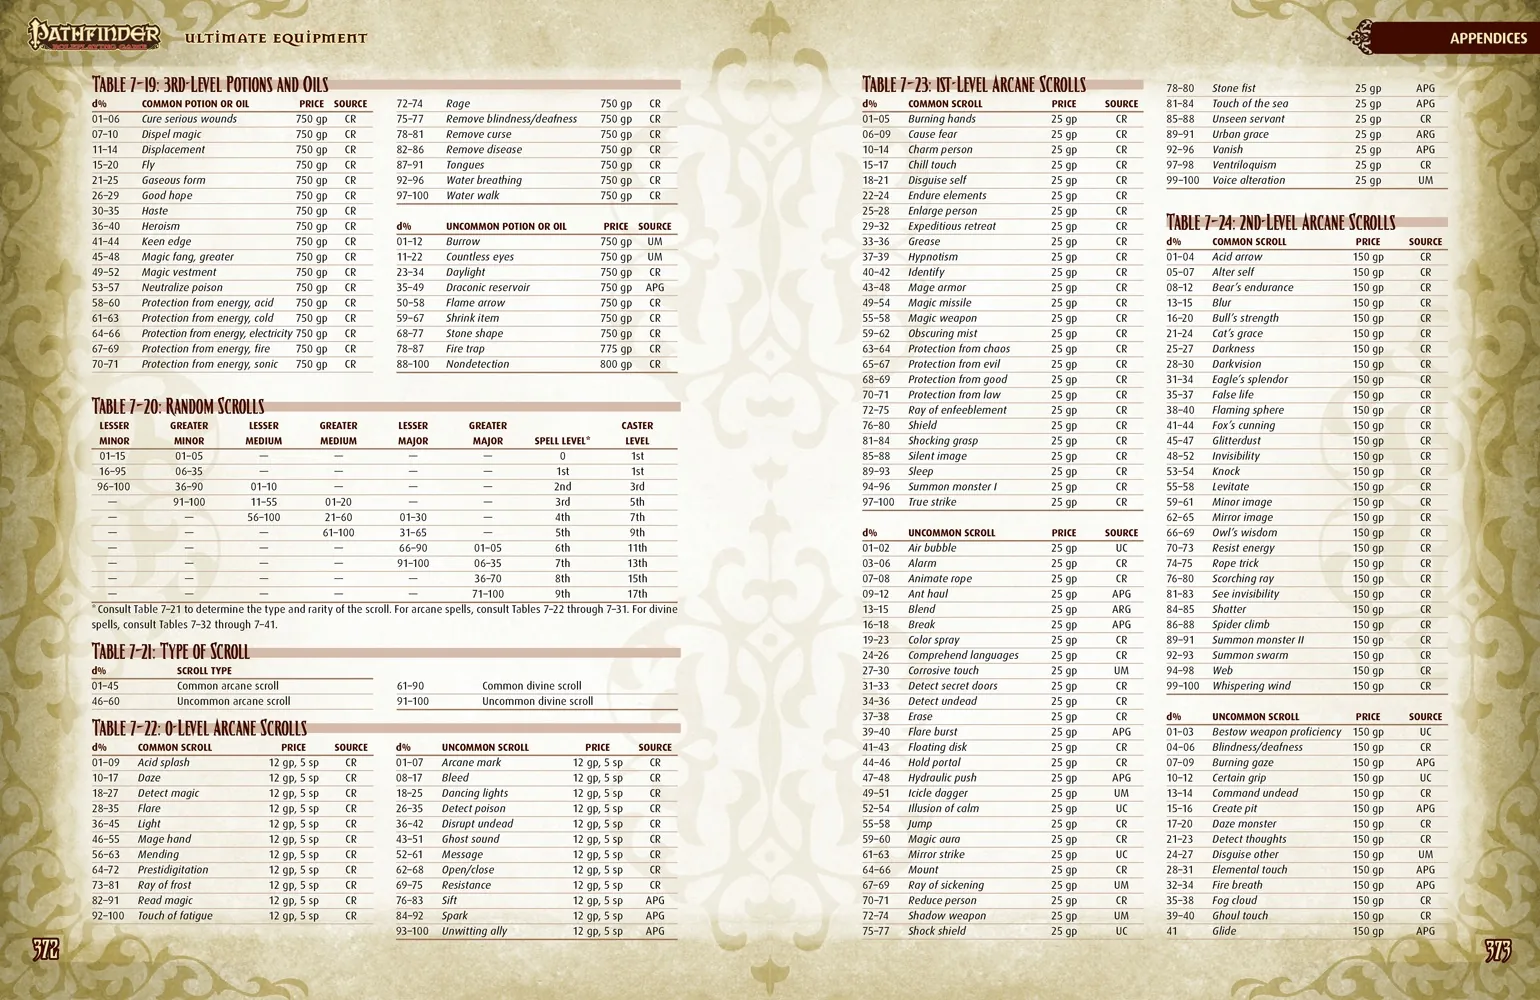 PATHFINDER
ROLEPLAYING GAME
ULTIMATE EQUIPMENT
APPENDICES
TABLE 7–19: 3RD-LEVEL POTIONS AND OILS
d% COMMON POTION OR OIL PRICE SOURCE
01–06 Cure serious wounds 750 gp CR
07–10 Dispel magic 750 gp CR
11–14 Displacement 750 gp CR
15–20 Fly 750 gp CR
21–25 Gaseous form 750 gp CR
26–29 Good hope 750 gp CR
30–35 Haste 750 gp CR
36–40 Heroism 750 gp CR
41–44 Keen edge 750 gp CR
45–48 Magic fang, greater 750 gp CR
49–52 Magic vestment 750 gp CR
53–57 Neutralize poison 750 gp CR
58–60 Protection from energy, acid 750 gp CR
61–63 Protection from energy, cold 750 gp CR
64–66 Protection from energy, electricity 750 gp CR
67–69 Protection from energy, fire 750 gp CR
70–71 Protection from energy, sonic 750 gp CR
72–74 Rage 750 gp CR
75–77 Remove blindness/deafness 750 gp CR
78–81 Remove curse 750 gp CR
82–86 Remove disease 750 gp CR
87–91 Tongues 750 gp CR
92–96 Water breathing 750 gp CR
97–100 Water walk 750 gp CR
d% UNCOMMON POTION OR OIL PRICE SOURCE
01–12 Burrow 750 gp UM
11–22 Countless eyes 750 gp UM
23–34 Daylight 750 gp CR
35–49 Draconic reservoir 750 gp APG
50–58 Flame arrow 750 gp CR
59–67 Shrink item 750 gp CR
68–77 Stone shape 750 gp CR
78–87 Fire trap 775 gp CR
88–100 Nondetection 800 gp CR
TABLE 7–20: RANDOM SCROLLS
LESSER GREATER LESSER GREATER LESSER GREATER CASTER
MINOR MINOR MEDIUM MEDIUM MAJOR MAJOR SPELL LEVEL* LEVEL
01–15 01–05 — — — — 0 1st
16–95 06–35 — — — — 1st 1st
96–100 36–90 01–10 — — — 2nd 3rd
— 91–100 11–55 01–20 — — 3rd 5th
— — 56–100 21–60 01–30 — 4th 7th
— — — 61–100 31–65 — 5th 9th
— — — — 66–90 01–05 6th 11th
— — — — 91–100 06–35 7th 13th
— — — — — 36–70 8th 15th
— — — — — 71–100 9th 17th
* Consult Table 7–21 to determine the type and rarity of the scroll. For arcane spells, consult Tables 7–22 through 7–31. For divine
spells, consult Tables 7–32 through 7–41.
TABLE 7–21: TYPE OF SCROLL
d% SCROLL TYPE
01–45 Common arcane scroll
46–60 Uncommon arcane scroll
61–90 Common divine scroll
91–100 Uncommon divine scroll
TABLE 7–22: 0-LEVEL ARCANE SCROLLS
d% COMMON SCROLL PRICE SOURCE
01–09 Acid splash 12 gp, 5 sp CR
10–17 Daze 12 gp, 5 sp CR
18–27 Detect magic 12 gp, 5 sp CR
28–35 Flare 12 gp, 5 sp CR
36–45 Light 12 gp, 5 sp CR
46–55 Mage hand 12 gp, 5 sp CR
56–63 Mending 12 gp, 5 sp CR
64–72 Prestidigitation 12 gp, 5 sp CR
73–81 Ray of frost 12 gp, 5 sp CR
82–91 Read magic 12 gp, 5 sp CR
92–100 Touch of fatigue 12 gp, 5 sp CR
d% UNCOMMON SCROLL PRICE SOURCE
01–07 Arcane mark 12 gp, 5 sp CR
08–17 Bleed 12 gp, 5 sp CR
18–25 Dancing lights 12 gp, 5 sp CR
26–35 Detect poison 12 gp, 5 sp CR
36–42 Disrupt undead 12 gp, 5 sp CR
43–51 Ghost sound 12 gp, 5 sp CR
52–61 Message 12 gp, 5 sp CR
62–68 Open/close 12 gp, 5 sp CR
69–75 Resistance 12 gp, 5 sp CR
76–83 Sift 12 gp, 5 sp APG
84–92 Spark 12 gp, 5 sp APG
93–100 Unwitting ally 12 gp, 5 sp APG
372
TABLE 7–23: 1ST-LEVEL ARCANE SCROLLS
d% COMMON SCROLL PRICE SOURCE
01–05 Burning hands 25 gp CR
06–09 Cause fear 25 gp CR
10–14 Charm person 25 gp CR
15–17 Chill touch 25 gp CR
18–21 Disguise self 25 gp CR
22–24 Endure elements 25 gp CR
25–28 Enlarge person 25 gp CR
29–32 Expeditious retreat 25 gp CR
33–36 Grease 25 gp CR
37–39 Hypnotism 25 gp CR
40–42 Identify 25 gp CR
43–48 Mage armor 25 gp CR
49–54 Magic missile 25 gp CR
55–58 Magic weapon 25 gp CR
59–62 Obscuring mist 25 gp CR
63–64 Protection from chaos 25 gp CR
65–67 Protection from evil 25 gp CR
68–69 Protection from good 25 gp CR
70–71 Protection from law 25 gp CR
72–75 Ray of enfeeblement 25 gp CR
76–80 Shield 25 gp CR
81–84 Shocking grasp 25 gp CR
85–88 Silent image 25 gp CR
89–93 Sleep 25 gp CR
94–96 Summon monster I 25 gp CR
97–100 True strike 25 gp CR
d% UNCOMMON SCROLL PRICE SOURCE
01–02 Air bubble 25 gp UC
03–06 Alarm 25 gp CR
07–08 Animate rope 25 gp CR
09–12 Ant haul 25 gp APG
13–15 Blend 25 gp ARG
16–18 Break 25 gp APG
19–23 Color spray 25 gp CR
24–26 Comprehend languages 25 gp CR
27–30 Corrosive touch 25 gp UM
31–33 Detect secret doors 25 gp CR
34–36 Detect undead 25 gp CR
37–38 Erase 25 gp CR
39–40 Flare burst 25 gp APG
41–43 Floating disk 25 gp CR
44–46 Hold portal 25 gp CR
47–48 Hydraulic push 25 gp APG
49–51 Icicle dagger 25 gp UM
52–54 Illusion of calm 25 gp UC
55–58 Jump 25 gp CR
59–60 Magic aura 25 gp CR
61–63 Mirror strike 25 gp UC
64–66 Mount 25 gp CR
67–69 Ray of sickening 25 gp UM
70–71 Reduce person 25 gp CR
72–74 Shadow weapon 25 gp UM
75–77 Shock shield 25 gp UC
78–80 Stone fist 25 gp APG
81–84 Touch of the sea 25 gp APG
85–88 Unseen servant 25 gp CR
89–91 Urban grace 25 gp ARG
92–96 Vanish 25 gp APG
97–98 Ventriloquism 25 gp CR
99–100 Voice alteration 25 gp UM
TABLE 7–24: 2ND-LEVEL ARCANE SCROLLS
d% COMMON SCROLL PRICE SOURCE
01–04 Acid arrow 150 gp CR
05–07 Alter self 150 gp CR
08–12 Bear's endurance 150 gp CR
13–15 Blur 150 gp CR
16–20 Bull's strength 150 gp CR
21–24 Cat's grace 150 gp CR
25–27 Darkness 150 gp CR
28–30 Darkvision 150 gp CR
31–34 Eagle's splendor 150 gp CR
35–37 False life 150 gp CR
38–40 Flaming sphere 150 gp CR
41–44 Fox's cunning 150 gp CR
45–47 Glitterdust 150 gp CR
48–52 Invisibility 150 gp CR
53–54 Knock 150 gp CR
55–58 Levitate 150 gp CR
59–61 Minor image 150 gp CR
62–65 Mirror image 150 gp CR
66–69 Owl's wisdom 150 gp CR
70–73 Resist energy 150 gp CR
74–75 Rope trick 150 gp CR
76–80 Scorching ray 150 gp CR
81–83 See invisibility 150 gp CR
84–85 Shatter 150 gp CR
86–88 Spider climb 150 gp CR
89–91 Summon monster II 150 gp CR
92–93 Summon swarm 150 gp CR
94–98 Web 150 gp CR
99–100 Whispering wind 150 gp CR
d% UNCOMMON SCROLL PRICE SOURCE
01–03 Bestow weapon proficiency 150 gp UC
04–06 Blindness/deafness 150 gp CR
07–09 Burning gaze 150 gp APG
10–12 Certain grip 150 gp UC
13–14 Command undead 150 gp CR
15–16 Create pit 150 gp APG
17–20 Daze monster 150 gp CR
21–23 Detect thoughts 150 gp CR
24–27 Disguise other 150 gp UM
28–31 Elemental touch 150 gp APG
32–34 Fire breath 150 gp APG
35–38 Fog cloud 150 gp CR
39–40 Ghoul touch 150 gp CR
41 Glide 150 gp APG
373